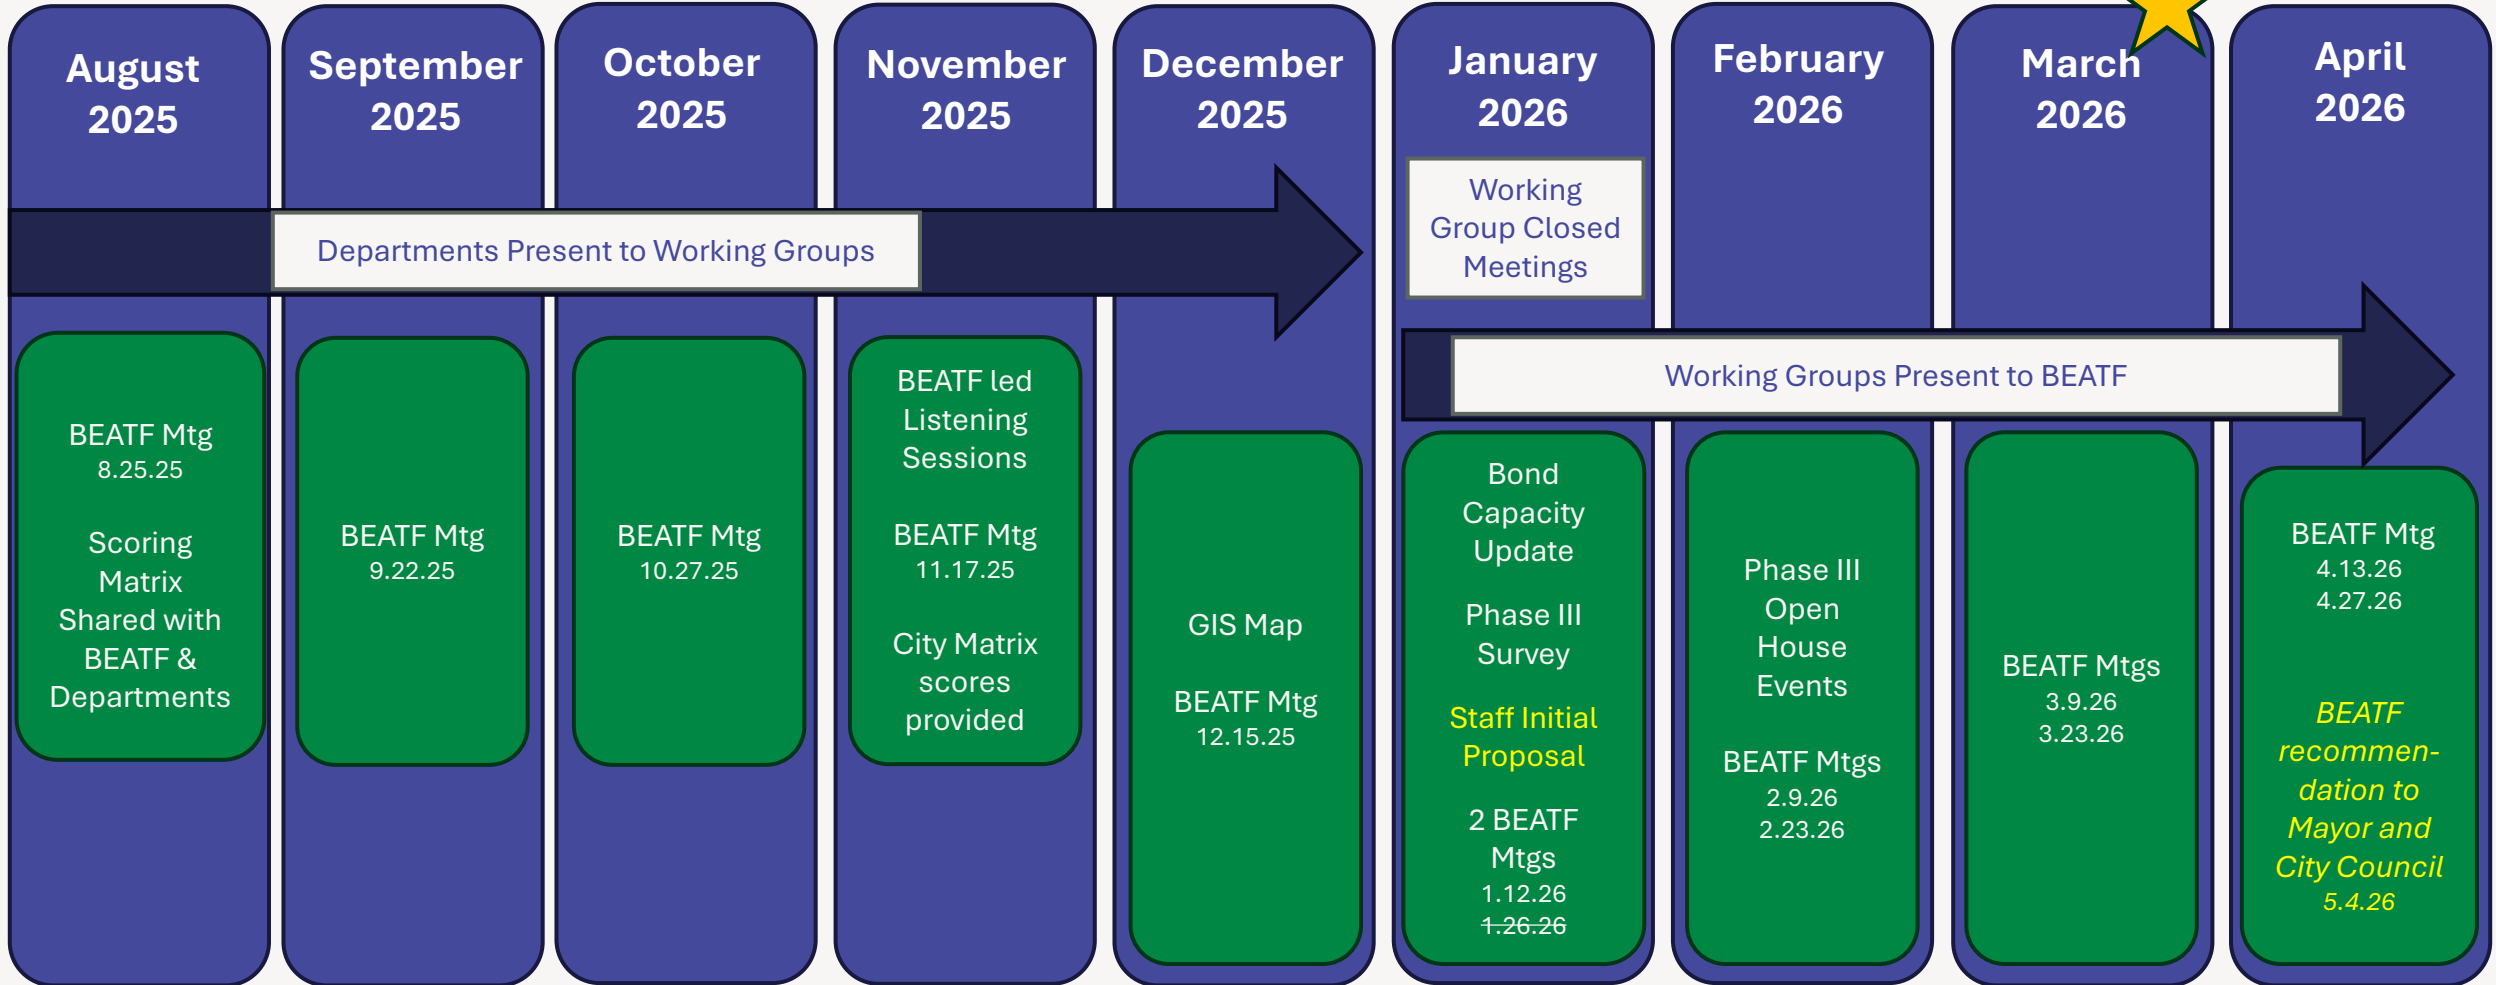 August
2025
September
2025
October
2025
November
2025
December
2025
January
2026
February
2026
March
2026
April
2026
Departments Present to Working Groups
Working
Group Closed
Meetings
Working Groups Present to BEATF
BEATF Mtg
8.25.25
Scoring
Matrix
Shared with
BEATF &
Departments
BEATF Mtg
9.22.25
BEATF Mtg
10.27.25
BEATF led
Listening
Sessions
BEATF Mtg
11.17.25
City Matrix
scores
provided
GIS Map
BEATF Mtg
12.15.25
Bond
Capacity
Update
Phase III
Survey
Staff Initial
Proposal
2 BEATF
Mtgs
1.12.26
1.26.26
Phase III
Open
House
Events
BEATF Mtgs
2.9.26
2.23.26
BEATF Mtgs
3.9.26
3.23.26
BEATF Mtg
4.13.26
4.27.26
BEATF
recommen-
dation to
Mayor and
City Council
5.4.26